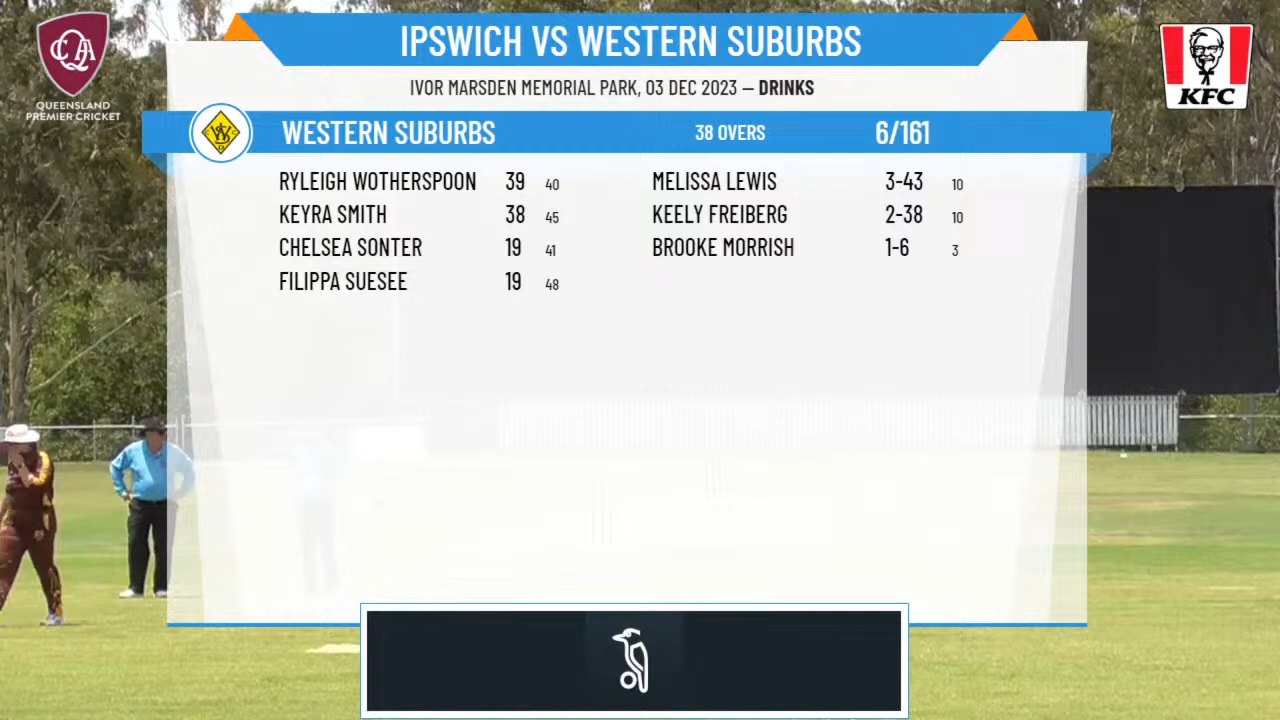 IPSWICH VS WESTERN SUBURBS
IVOR MARSDEN MEMORIAL PARK, 03 DEC 2023 – DRINKS
QUEENSLAND
PREMIER CRICKET
KFC
WESTERN SUBURBS 38 OVERS 6/161
RYLEIGH WOTHERSPOON 39 40 MELISSA LEWIS 3-43 10
KEYRA SMITH 38 45 KEELY FREIBERG 2-38 10
CHELSEA SONTER 19 41 BROOKE MORRISH 1-6 3
FILIPPA SUESEE 19 48